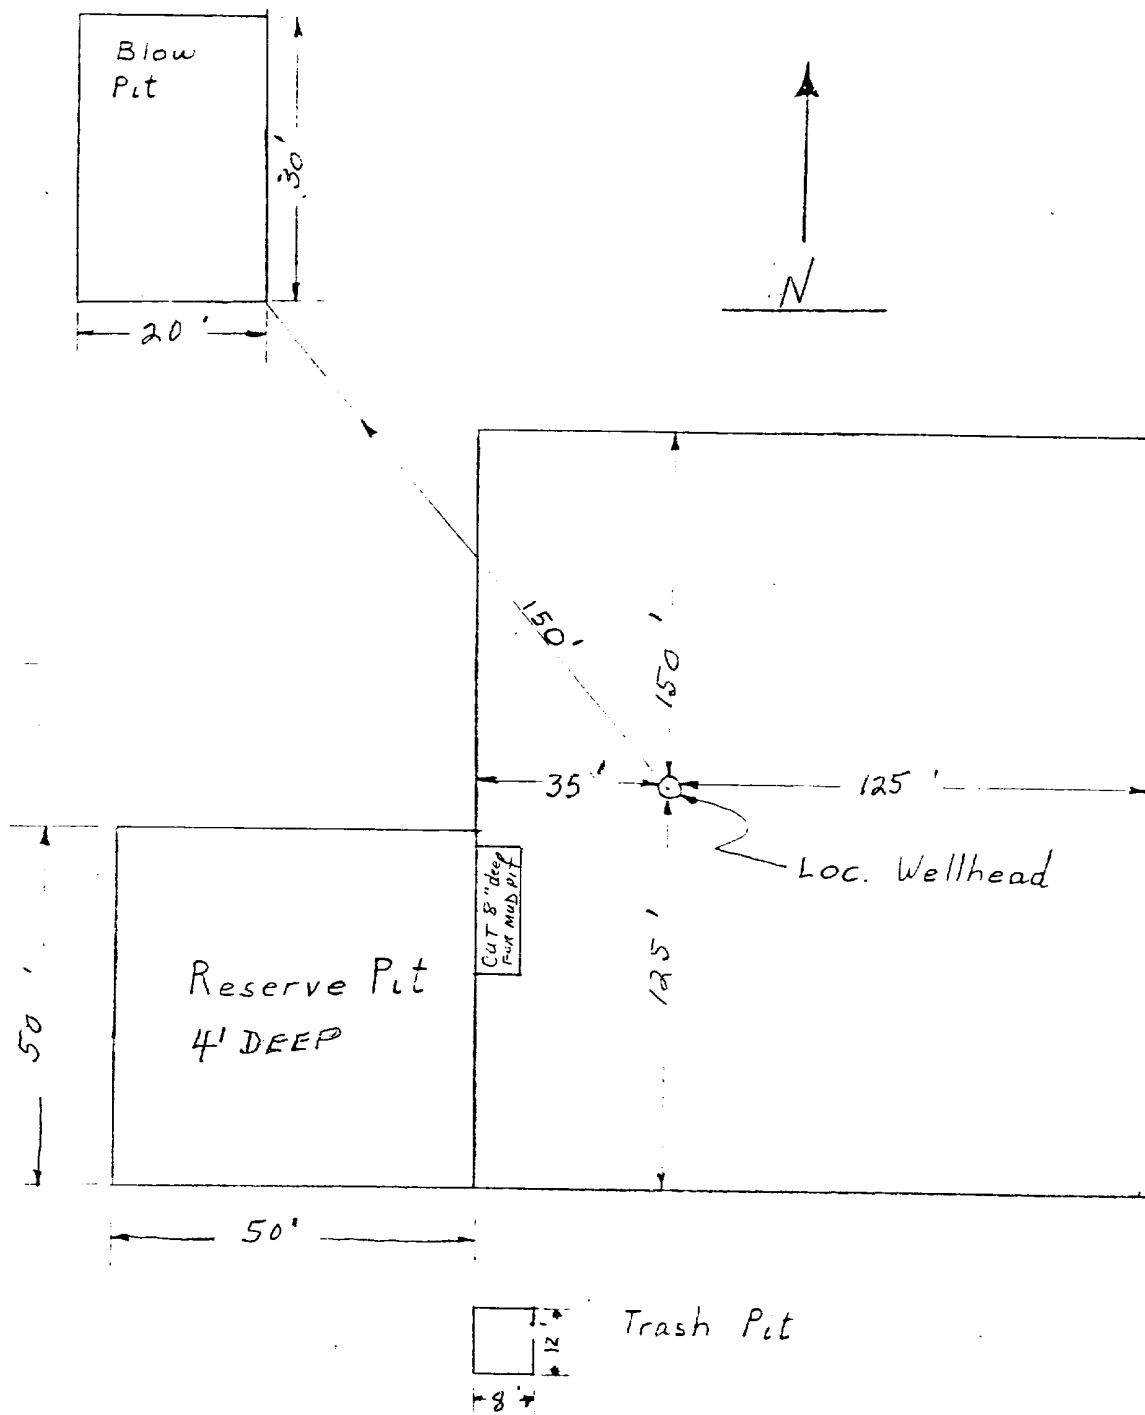 Blow
Pit
30'
20'
N
150'
150'
35'
125'
Loc. Wellhead
CUT 8" deep
FOR MUD PIT
125'
Reserve Pit
4' DEEP
50'
50'
Trash Pit
12'
8'